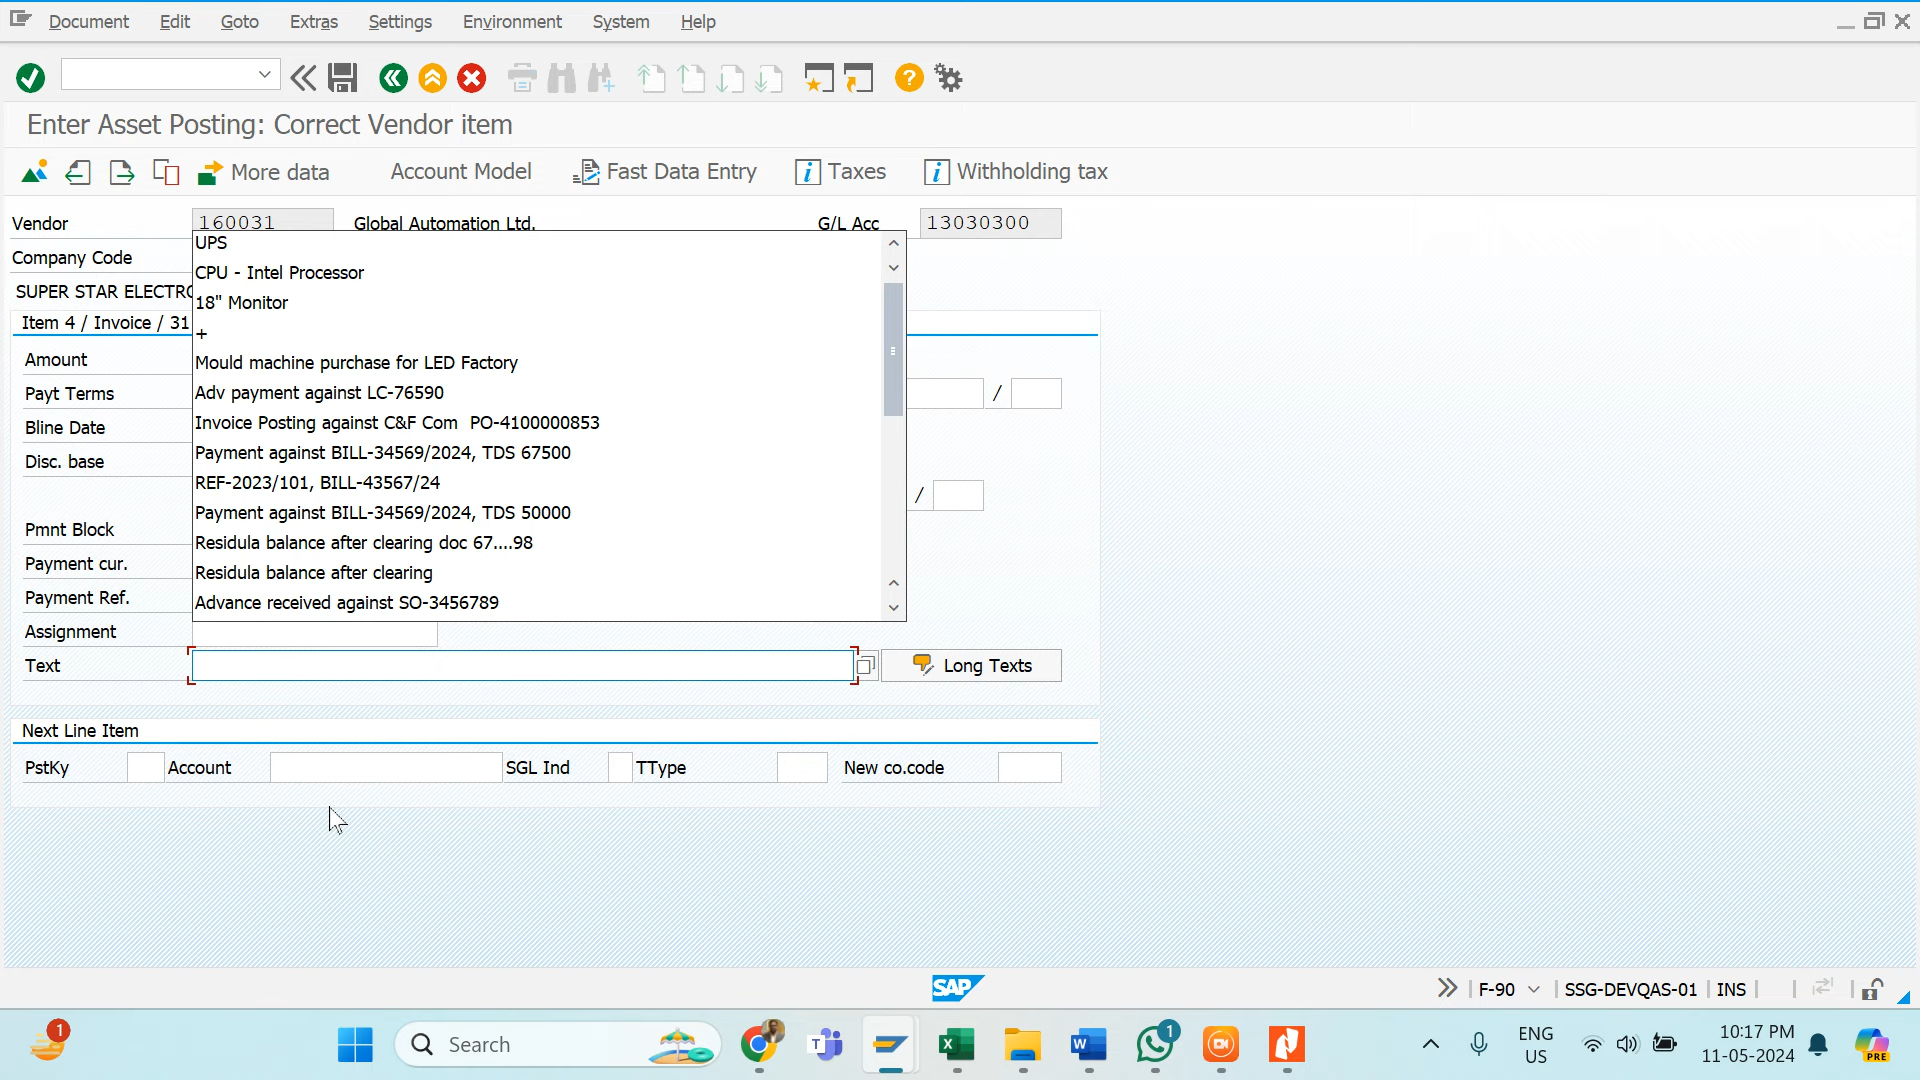 Document Edit Goto Extras Settings Environment System Help
Enter Asset Posting: Correct Vendor item
More data Account Model Fast Data Entry Taxes Withholding tax
Vendor 160031 Global Automation Ltd. G/L Acc 13030300
Company Code
SUPER STAR ELECTRO
Item 4 / Invoice / 31
Amount
Payt Terms /
Bline Date
Disc. base
/
Pmnt Block
Payment cur.
Payment Ref.
Assignment
UPS
CPU - Intel Processor
18" Monitor
+
Mould machine purchase for LED Factory
Adv payment against LC-76590
Invoice Posting against C&F Com  PO-4100000853
Payment against BILL-34569/2024, TDS 67500
REF-2023/101, BILL-43567/24
Payment against BILL-34569/2024, TDS 50000
Residula balance after clearing doc 67....98
Residula balance after clearing
Advance received against SO-3456789
Text Long Texts
Next Line Item
PstKy Account SGL Ind TType New co.code
SAP F-90 SSG-DEVQAS-01 INS
1 Search 1 ENG US 10:17 PM 11-05-2024 PRE